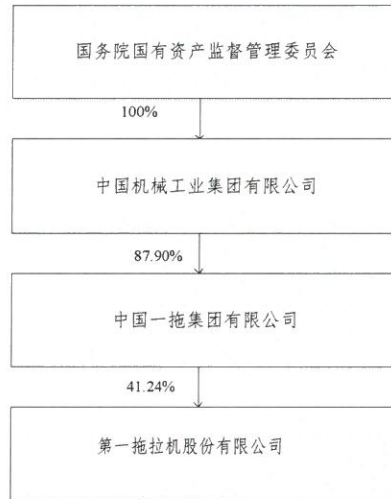 国务院国有资产监督管理委员会
100%
中国机械工业集团有限公司
87.90%
中国一拖集团有限公司
41.24%
第一拖拉机股份有限公司